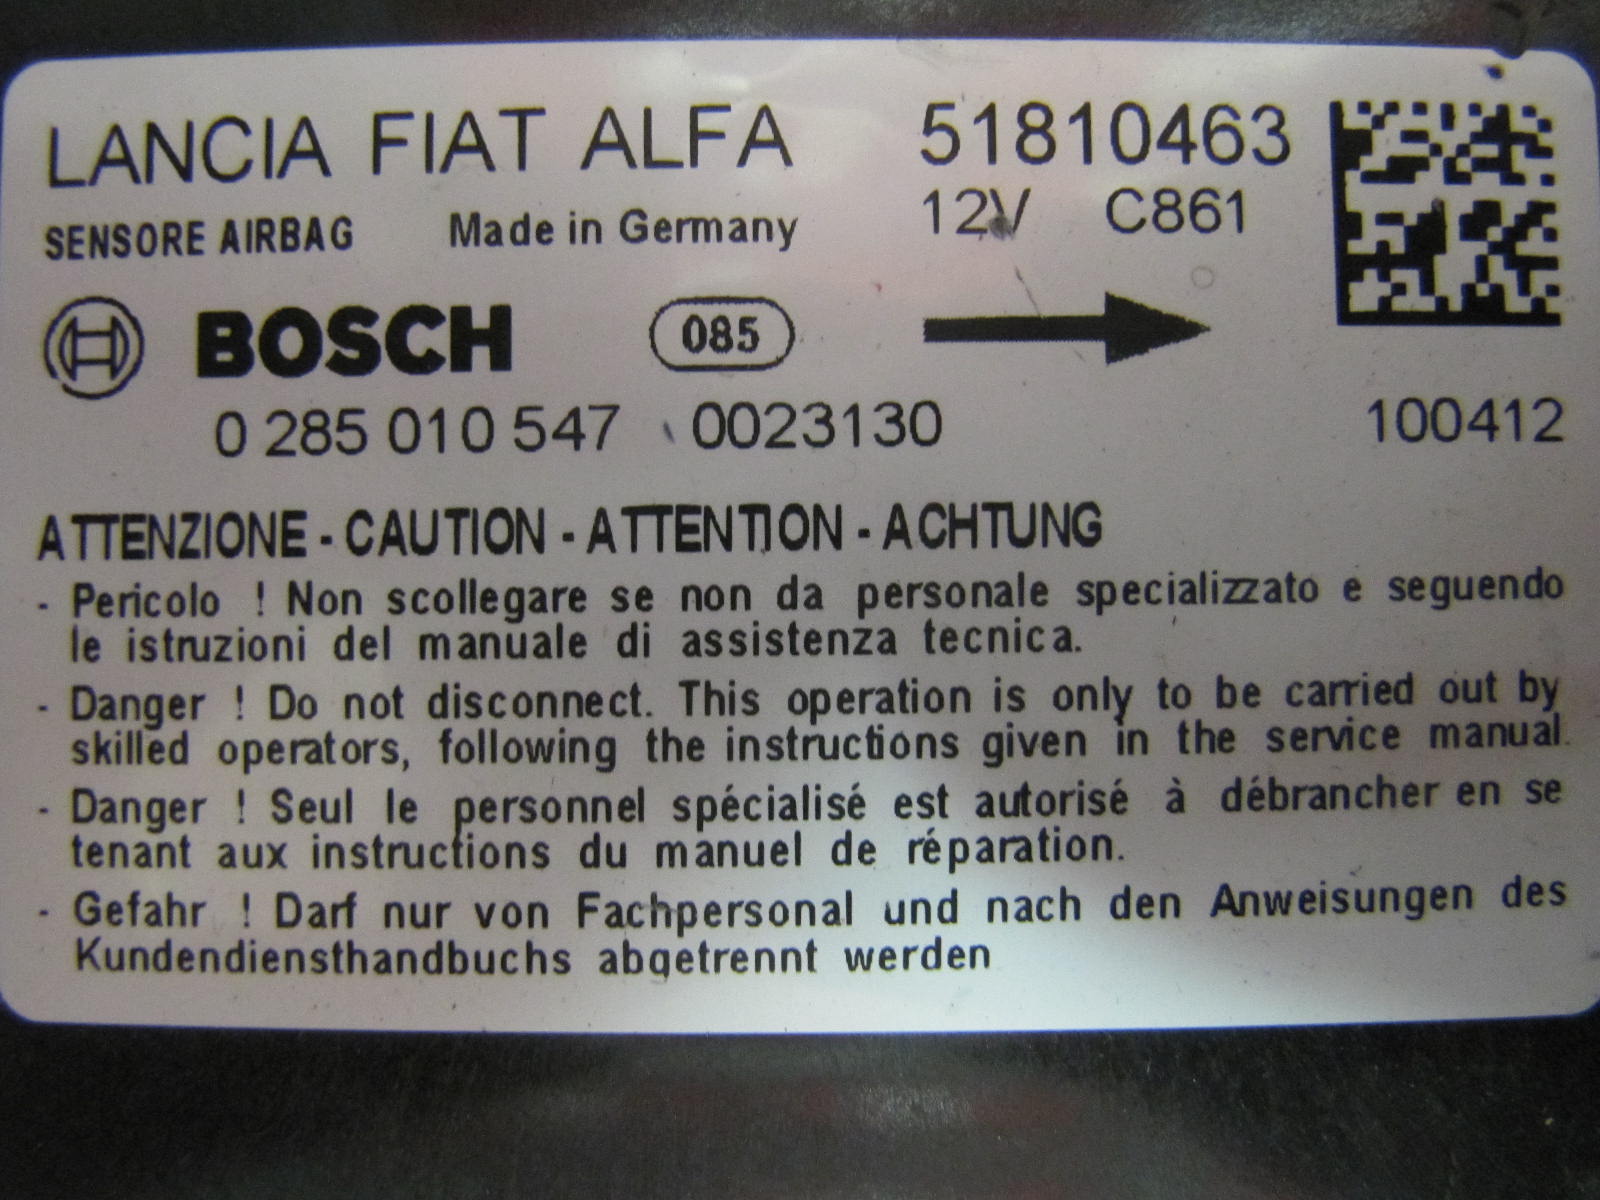 LANCIA FIAT ALFA 51810463
SENSORE AIRBAG Made in Germany 12V C861
BOSCH 085
0 285 010 547 0023130 100412
ATTENZIONE - CAUTION - ATTENTION - ACHTUNG
- Pericolo ! Non scollegare se non da personale specializzato e seguendo
le istruzioni del manuale di assistenza tecnica.
- Danger ! Do not disconnect. This operation is only to be carried out by
skilled operators, following the instructions given in the service manual.
- Danger ! Seul le personnel spécialisé est autorisé à débrancher en se
tenant aux instructions du manuel de réparation.
- Gefahr ! Darf nur von Fachpersonal und nach den Anweisungen des
Kundendiensthandbuchs abgetrennt werden